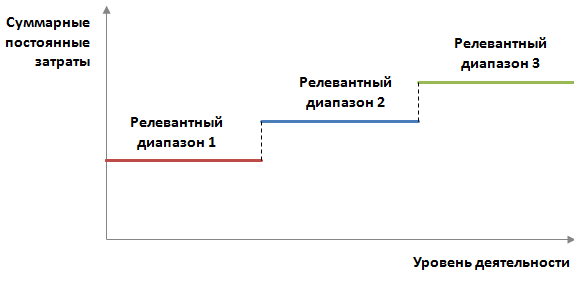 Суммарные
постоянные
затраты
Релевантный
диапазон 3
Релевантный
диапазон 2
Релевантный
диапазон 1
Уровень деятельности